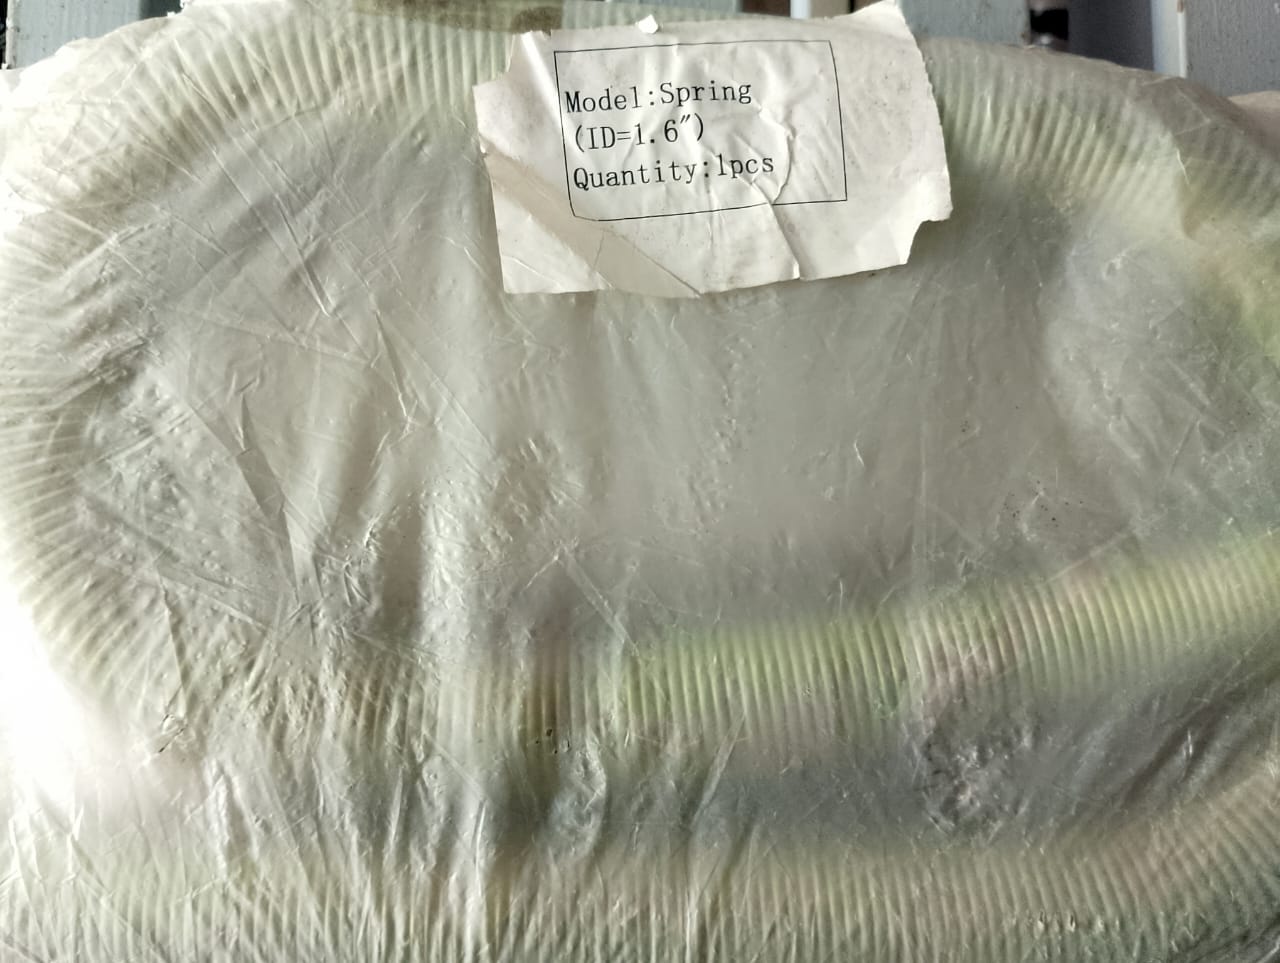 Model:Spring
(ID=1.6″)
Quantity:1pcs